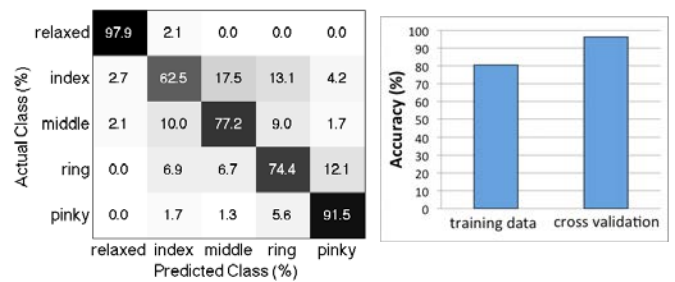 relaxed 97.9 2.1 0.0 0.0 0.0
index 2.7 62.5 17.5 13.1 4.2
middle 2.1 10.0 77.2 9.0 1.7
ring 0.0 6.9 6.7 74.4 12.1
pinky 0.0 1.7 1.3 5.6 91.5
relaxed index middle ring pinky
Predicted Class (%)
Actual Class (%)
Accuracy (%)
100
90
80
70
60
50
40
30
20
10
0
training data cross validation